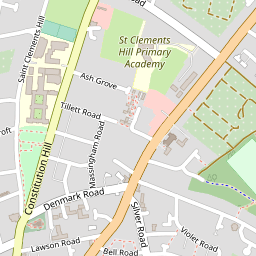 Saint Clements Hill
St Clements
Hill Primary
Academy
Ash Grove
Tillett Road
Massingham Road
Constitution Hill
Denmark Road
Silver Road
Violet Road
Lawson Road
Bell Road